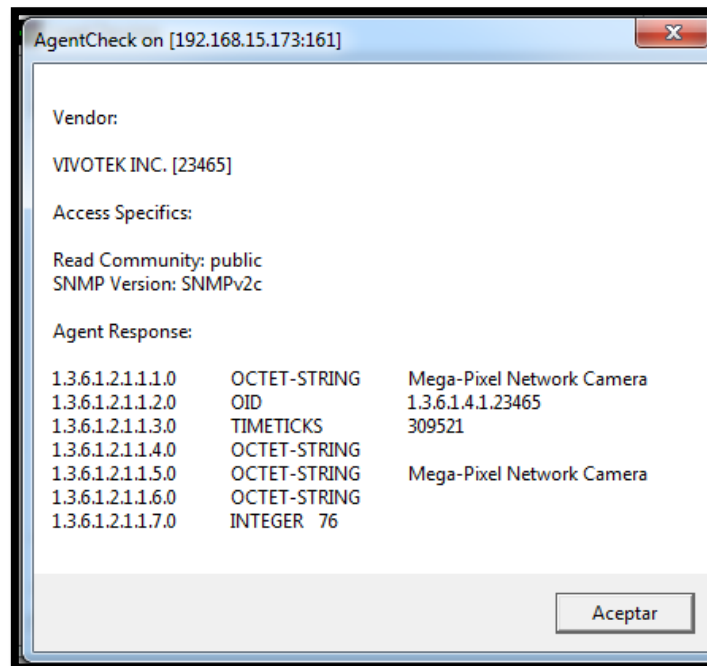 AgentCheck on [192.168.15.173:161]
Vendor:
VIVOTEK INC. [23465]
Access Specifics:
Read Community: public
SNMP Version: SNMPv2c
Agent Response:
1.3.6.1.2.1.1.1.0 OCTET-STRING Mega-Pixel Network Camera
1.3.6.1.2.1.1.2.0 OID 1.3.6.1.4.1.23465
1.3.6.1.2.1.1.3.0 TIMETICKS 309521
1.3.6.1.2.1.1.4.0 OCTET-STRING
1.3.6.1.2.1.1.5.0 OCTET-STRING Mega-Pixel Network Camera
1.3.6.1.2.1.1.6.0 OCTET-STRING
1.3.6.1.2.1.1.7.0 INTEGER 76
Aceptar